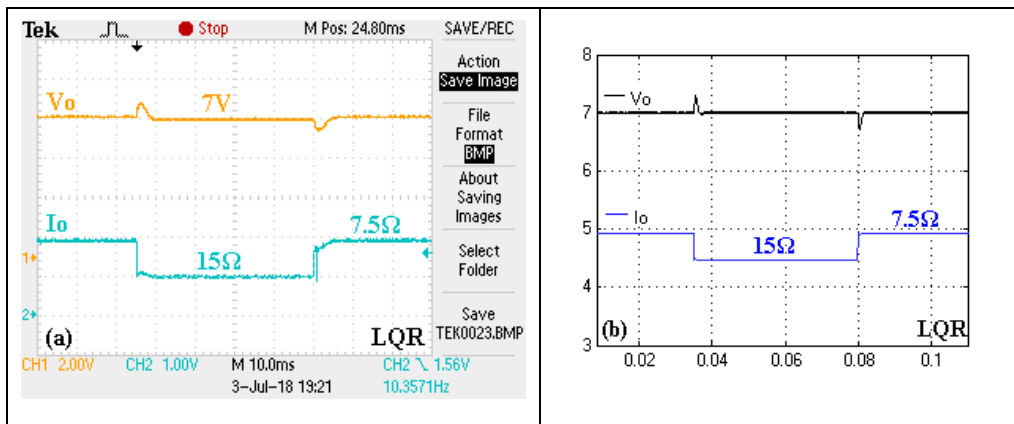 Tek Stop M Pos: 24.80ms SAVE/REC
Action
Save Image
File
Format
BMP
About
Saving
Images
Select
Folder
Save
TEK0023.BMP
Vo 7V
Io 7.5Ω
15Ω
1
2
(a) LQR
CH1 2.00V CH2 1.00V M 10.0ms CH2 1.56V
3-Jul-18 19:21 10.3571Hz
8
Vo
7
6
Io 7.5Ω
5
15Ω
4
(b) LQR
3
0.02 0.04 0.06 0.08 0.1